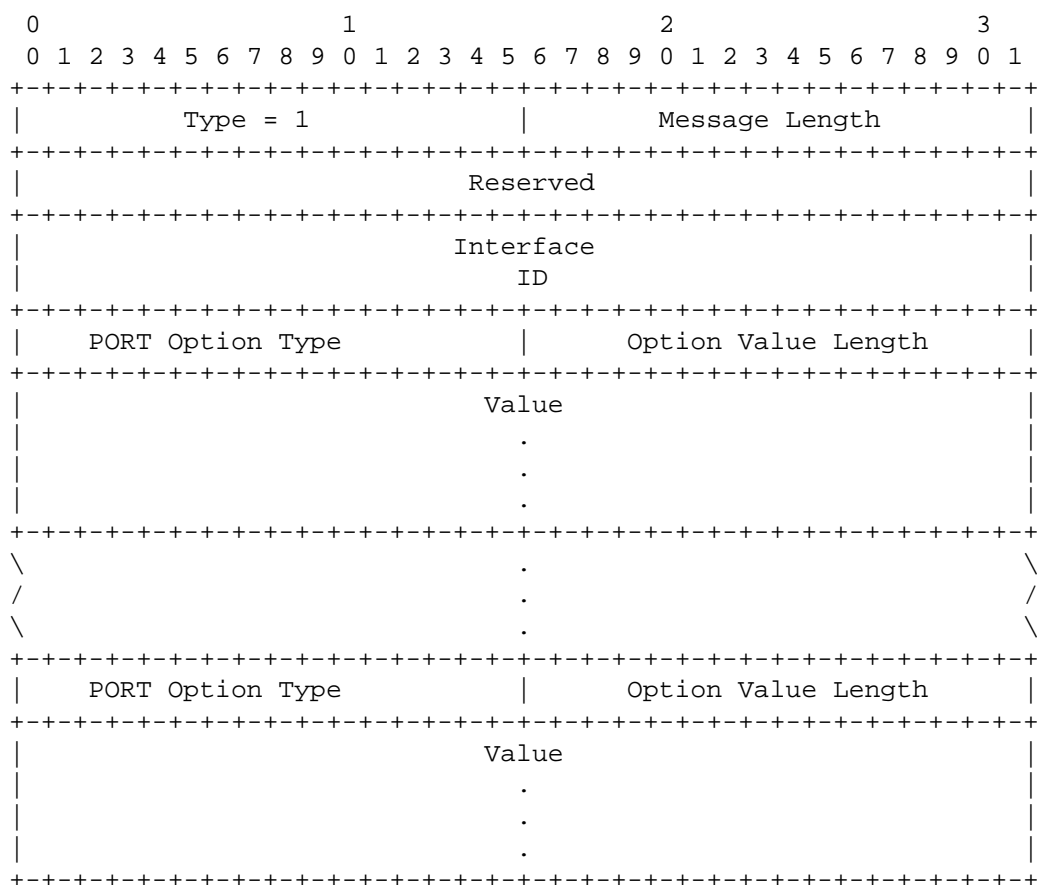 0                   1                   2                   3
 0 1 2 3 4 5 6 7 8 9 0 1 2 3 4 5 6 7 8 9 0 1 2 3 4 5 6 7 8 9 0 1
+-+-+-+-+-+-+-+-+-+-+-+-+-+-+-+-+-+-+-+-+-+-+-+-+-+-+-+-+-+-+-+-+
|          Type = 1             |        Message Length         |
+-+-+-+-+-+-+-+-+-+-+-+-+-+-+-+-+-+-+-+-+-+-+-+-+-+-+-+-+-+-+-+-+
|                            Reserved                           |
+-+-+-+-+-+-+-+-+-+-+-+-+-+-+-+-+-+-+-+-+-+-+-+-+-+-+-+-+-+-+-+-+
|                           Interface                           |
|                               ID                              |
+-+-+-+-+-+-+-+-+-+-+-+-+-+-+-+-+-+-+-+-+-+-+-+-+-+-+-+-+-+-+-+-+
|    PORT Option Type           |      Option Value Length      |
+-+-+-+-+-+-+-+-+-+-+-+-+-+-+-+-+-+-+-+-+-+-+-+-+-+-+-+-+-+-+-+-+
|                             Value                             |
|                               .                               |
|                               .                               |
|                               .                               |
+-+-+-+-+-+-+-+-+-+-+-+-+-+-+-+-+-+-+-+-+-+-+-+-+-+-+-+-+-+-+-+-+
\                               .                               \
/                               .                               /
\                               .                               \
+-+-+-+-+-+-+-+-+-+-+-+-+-+-+-+-+-+-+-+-+-+-+-+-+-+-+-+-+-+-+-+-+
|    PORT Option Type           |      Option Value Length      |
+-+-+-+-+-+-+-+-+-+-+-+-+-+-+-+-+-+-+-+-+-+-+-+-+-+-+-+-+-+-+-+-+
|                             Value                             |
|                               .                               |
|                               .                               |
|                               .                               |
+-+-+-+-+-+-+-+-+-+-+-+-+-+-+-+-+-+-+-+-+-+-+-+-+-+-+-+-+-+-+-+-+